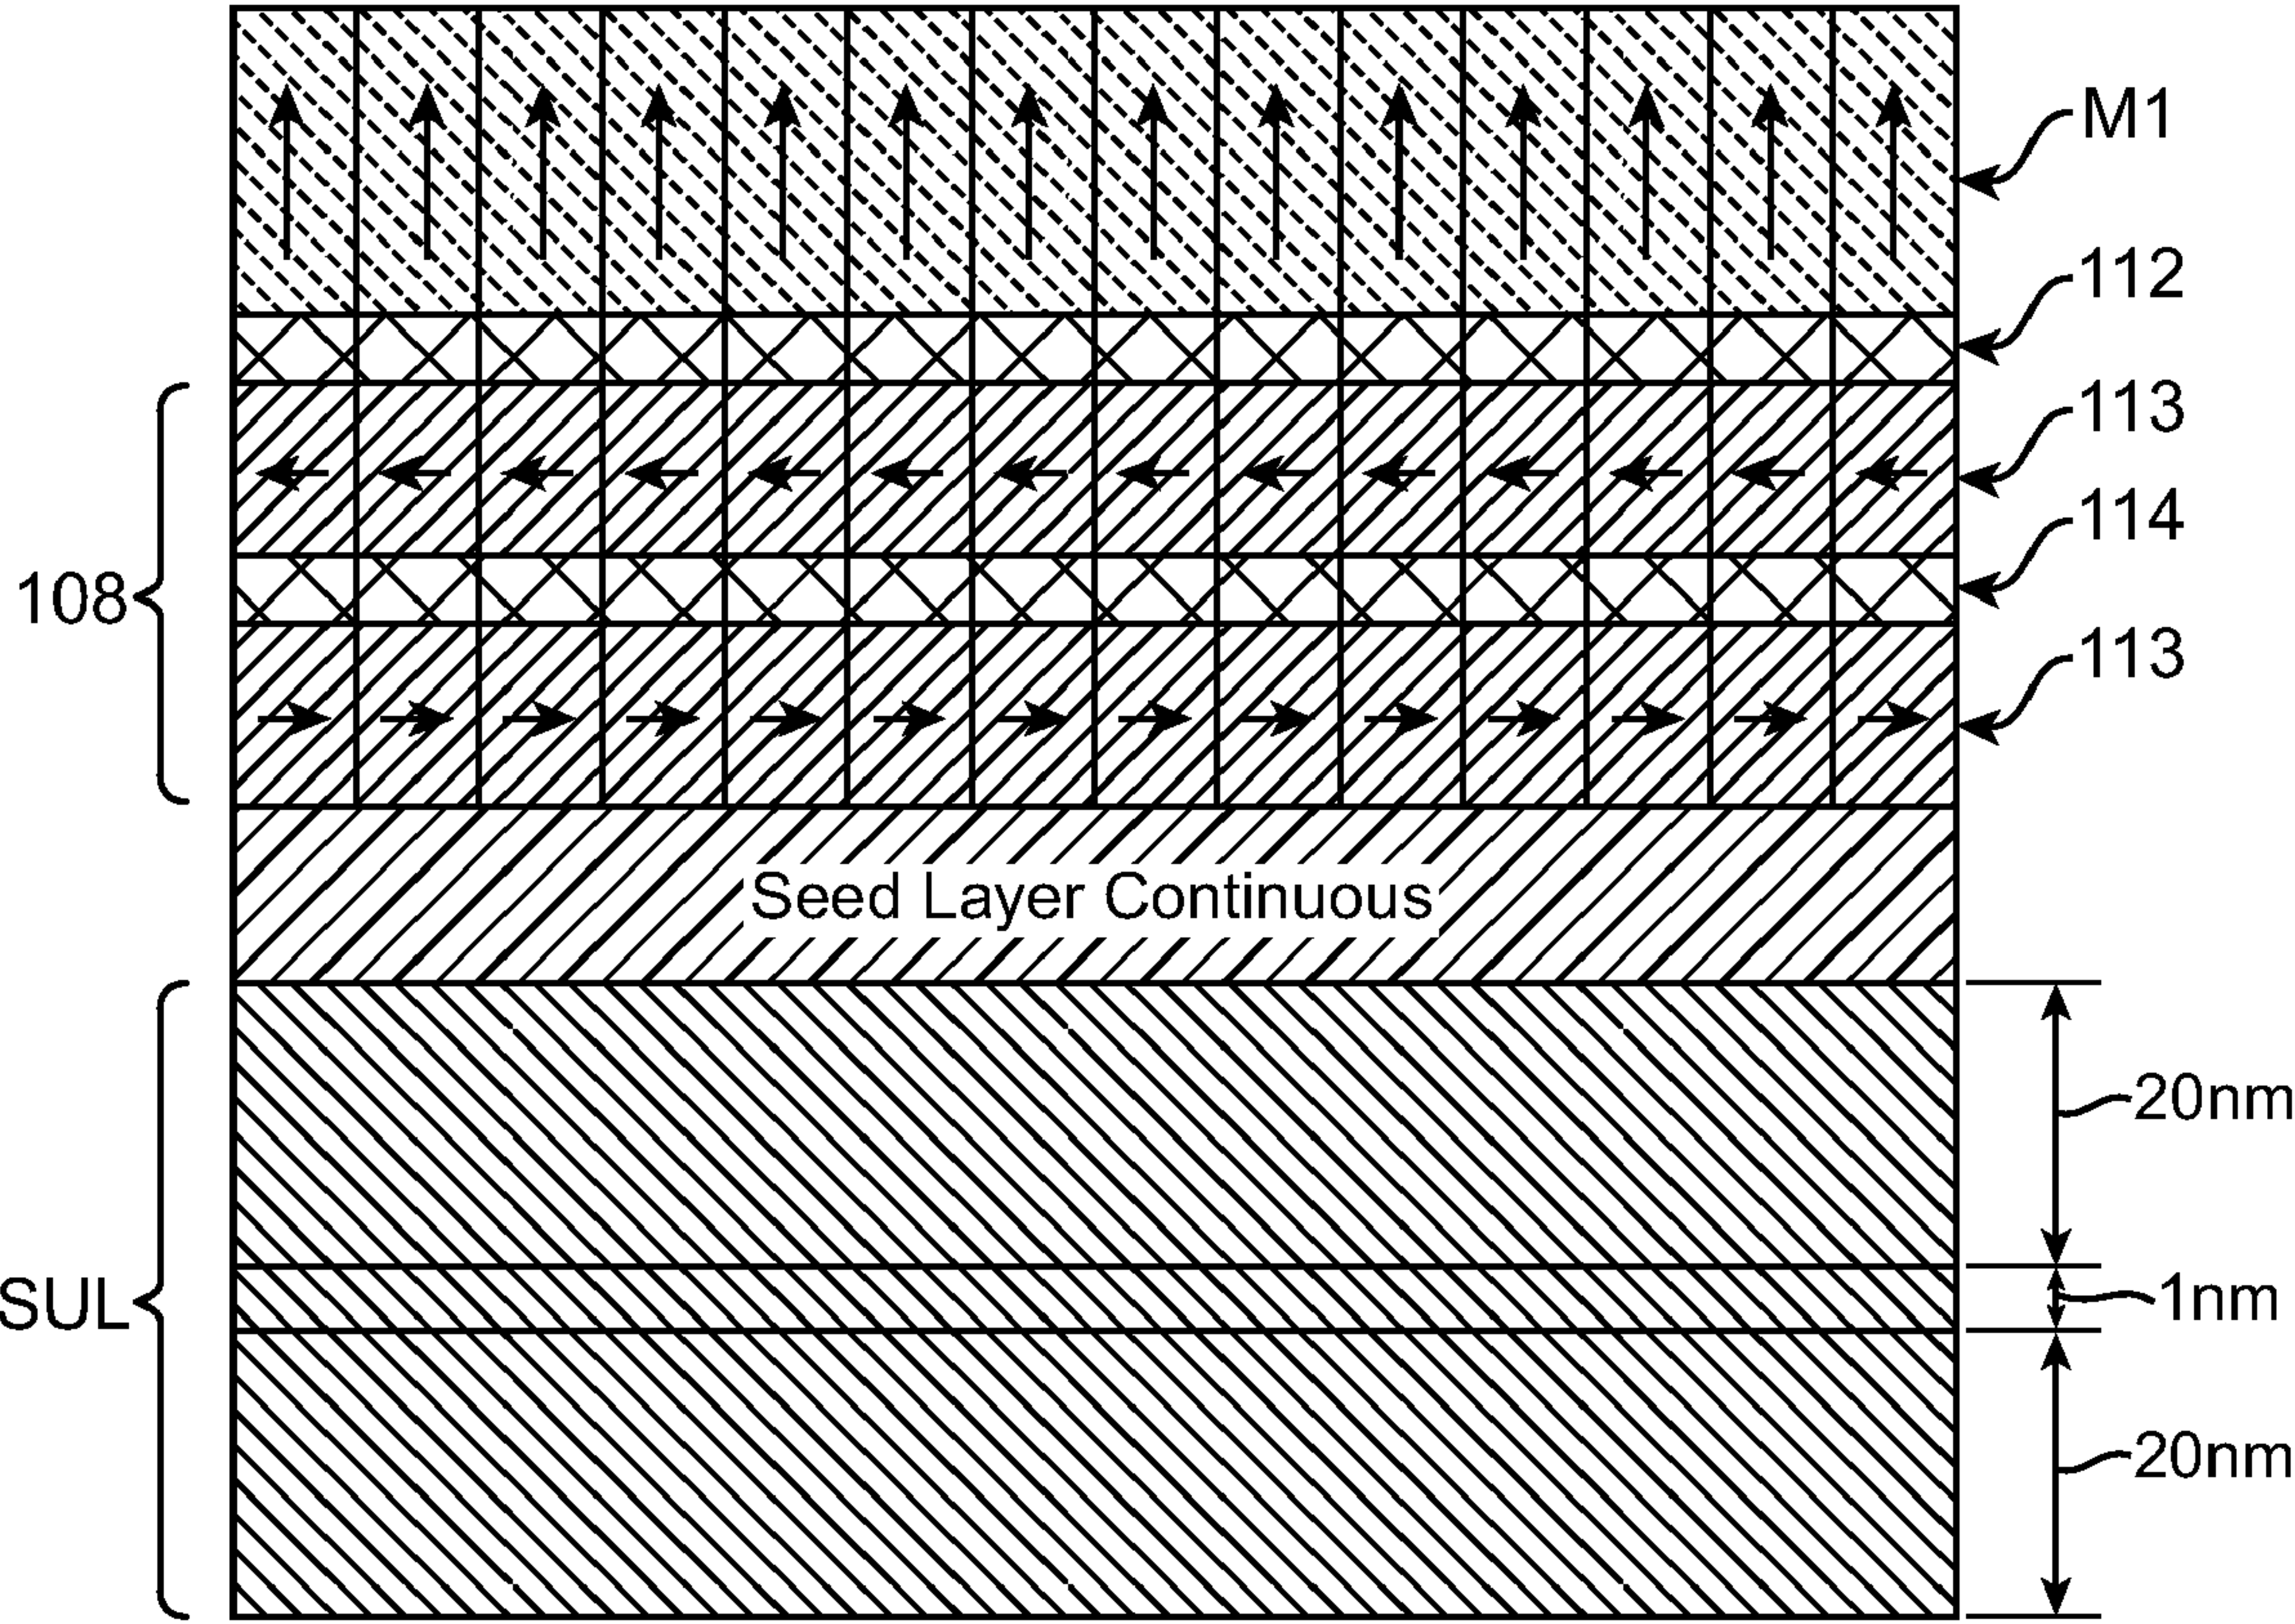 M1
112
113
114
108
113
Seed Layer Continuous
20nm
SUL
1nm
20nm